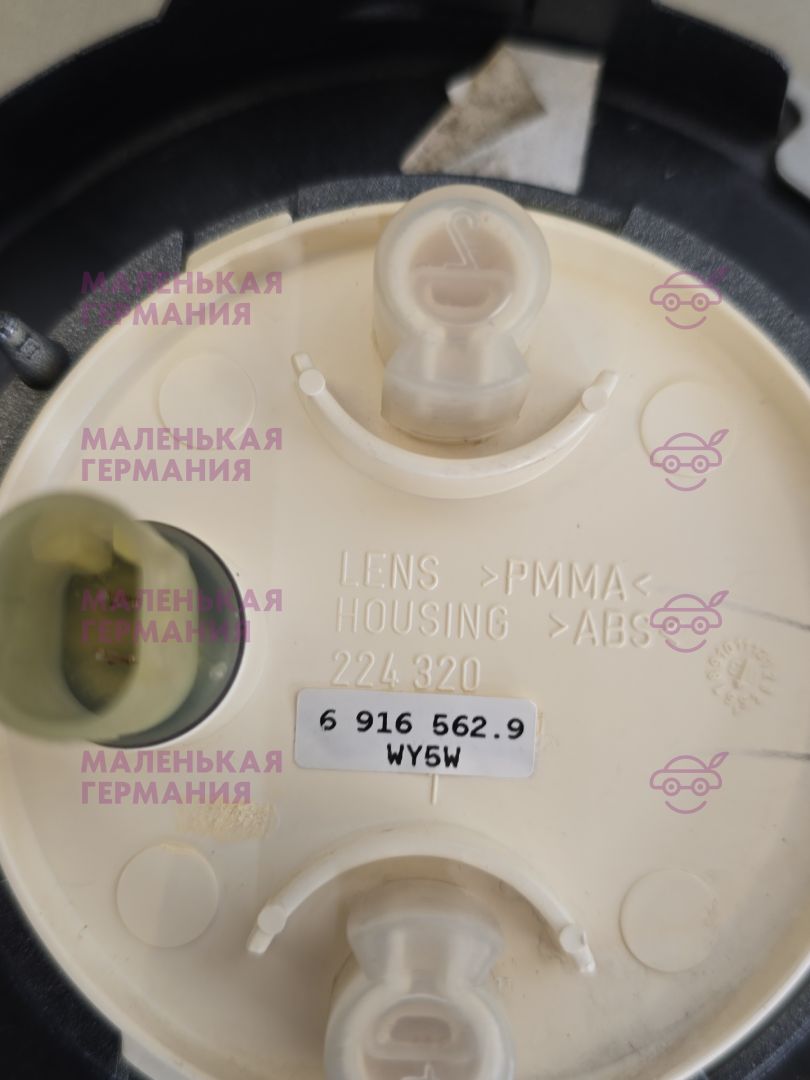 2
МАЛЕНЬКАЯ
ГЕРМАНИЯ
МАЛЕНЬКАЯ
ГЕРМАНИЯ
LENS >PMMA<
HOUSING >ABS<
МАЛЕНЬКАЯ
ГЕРМАНИЯ
224 320
6 916 562.9
WY5W
МАЛЕНЬКАЯ
ГЕРМАНИЯ